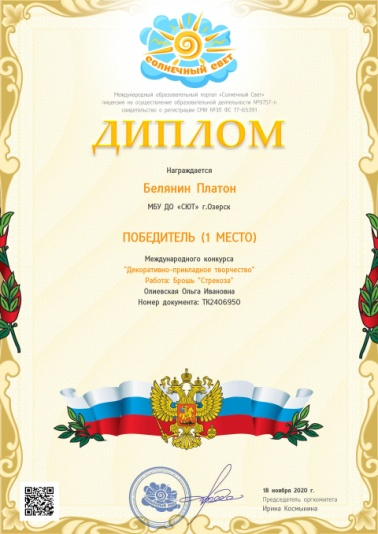 СОЛНЕЧНЫЙ СВЕТ
Международный образовательный портал «Солнечный Свет»
лицензия на осуществление образовательной деятельности №9757-л
свидетельство о регистрации СМИ №ЭЛ ФС 77-65391
ДИПЛОМ
Награждается
Белянин Платон
МБУ ДО «СЮТ» г.Озерск
ПОБЕДИТЕЛЬ (1 МЕСТО)
Международного конкурса
"Декоративно-прикладное творчество"
Работа: Брошь "Стрекоза"
Олиевская Ольга Ивановна
Номер документа: ТК2406950
18 ноября 2020 г.
Председатель оргкомитета
Ирина Космынина